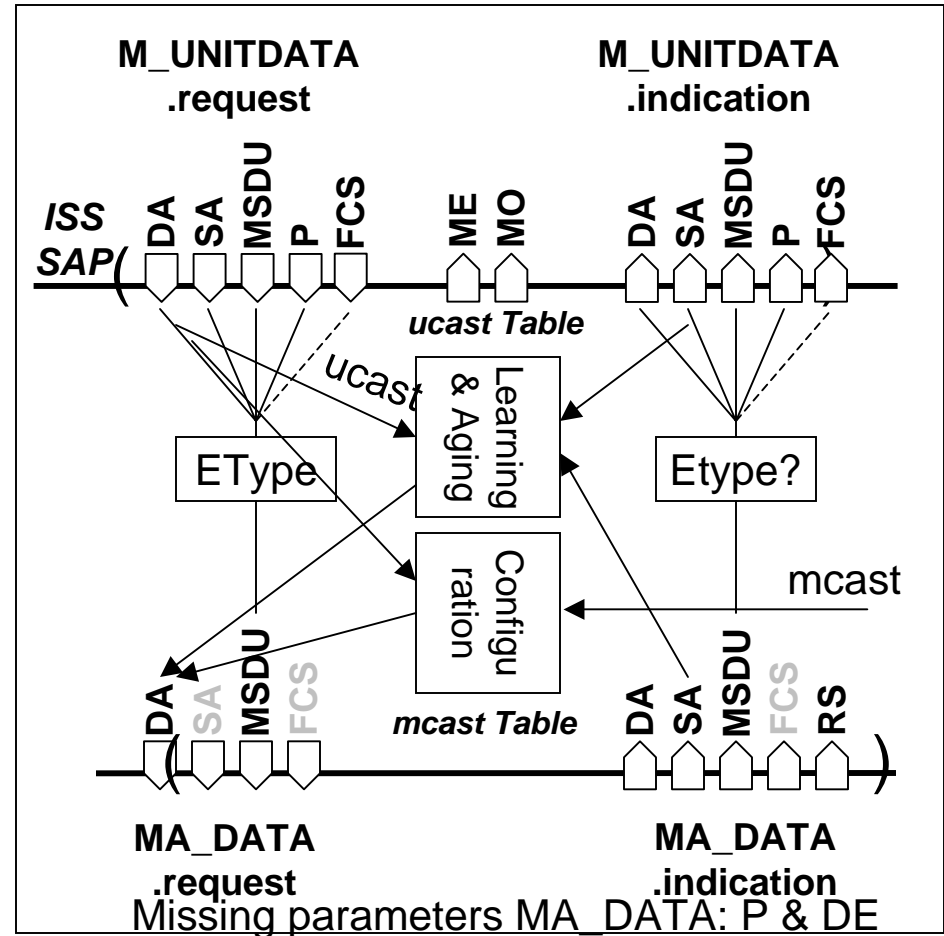 M_UNITDATA
.request
M_UNITDATA
.indication
ISS
SAP
(
DA
SA
MSDU
P
FCS
ME
MO
DA
SA
MSDU
P
FCS
)
ucast Table
ucast
Learning
& Aging
EType
Etype?
Configu
ration
mcast
mcast Table
DA
(
SA
MSDU
FCS
DA
SA
MSDU
FCS
RS
)
MA_DATA
.request
MA_DATA
.indication
Missing parameters MA_DATA: P & DE